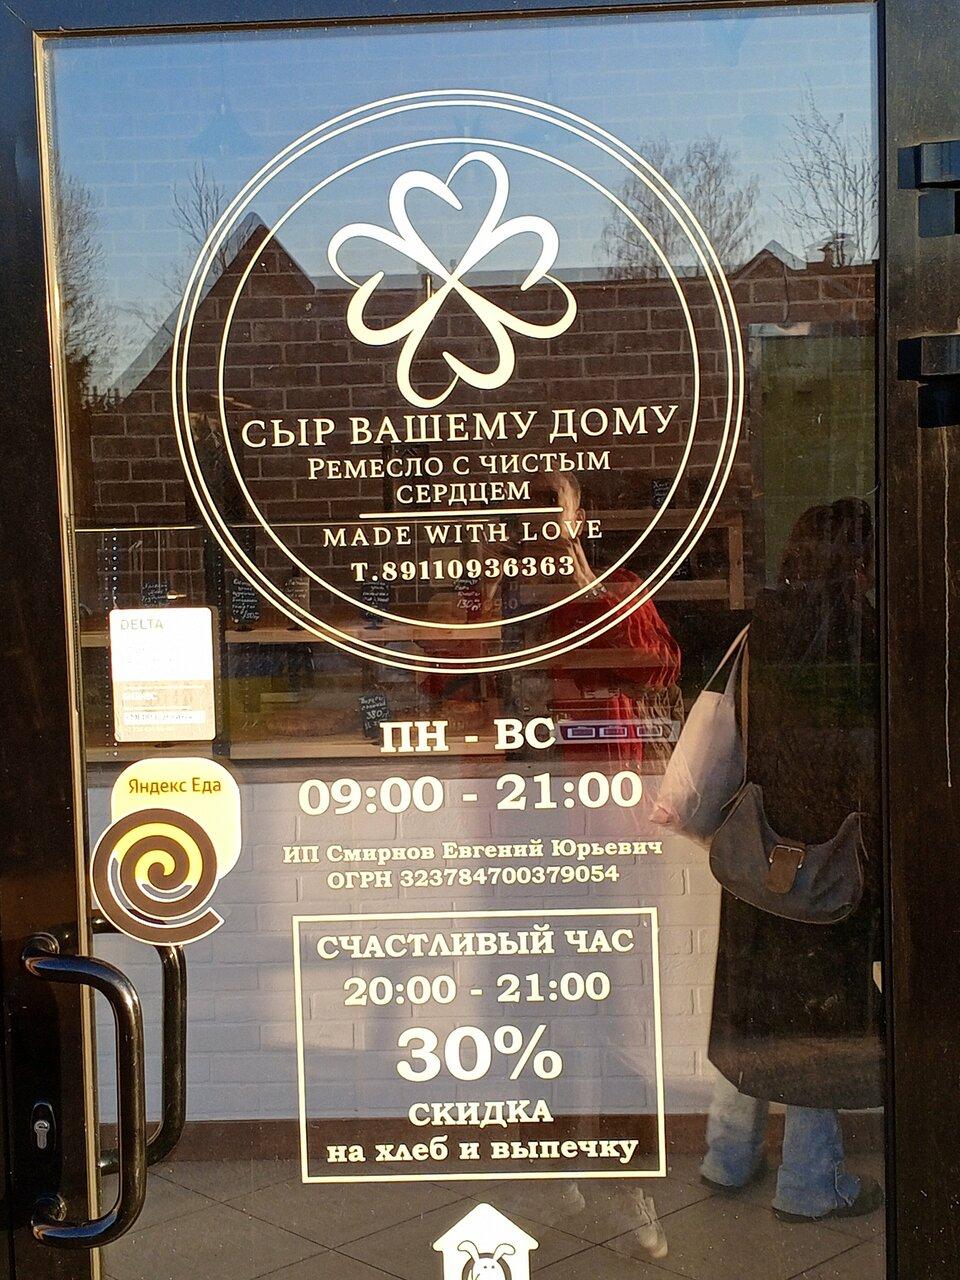 СЫР ВАШЕМУ ДОМУ
РЕМЕСЛО С ЧИСТЫМ
СЕРДЦЕМ
MADE WITH LOVE
Т.89110936363
DELTA
ПН - ВС
09:00 - 21:00
Яндекс Еда
ИП Смирнов Евгений Юрьевич
ОГРН 323784700379054
СЧАСТЛИВЫЙ ЧАС
20:00 - 21:00
30%
СКИДКА
на хлеб и выпечку